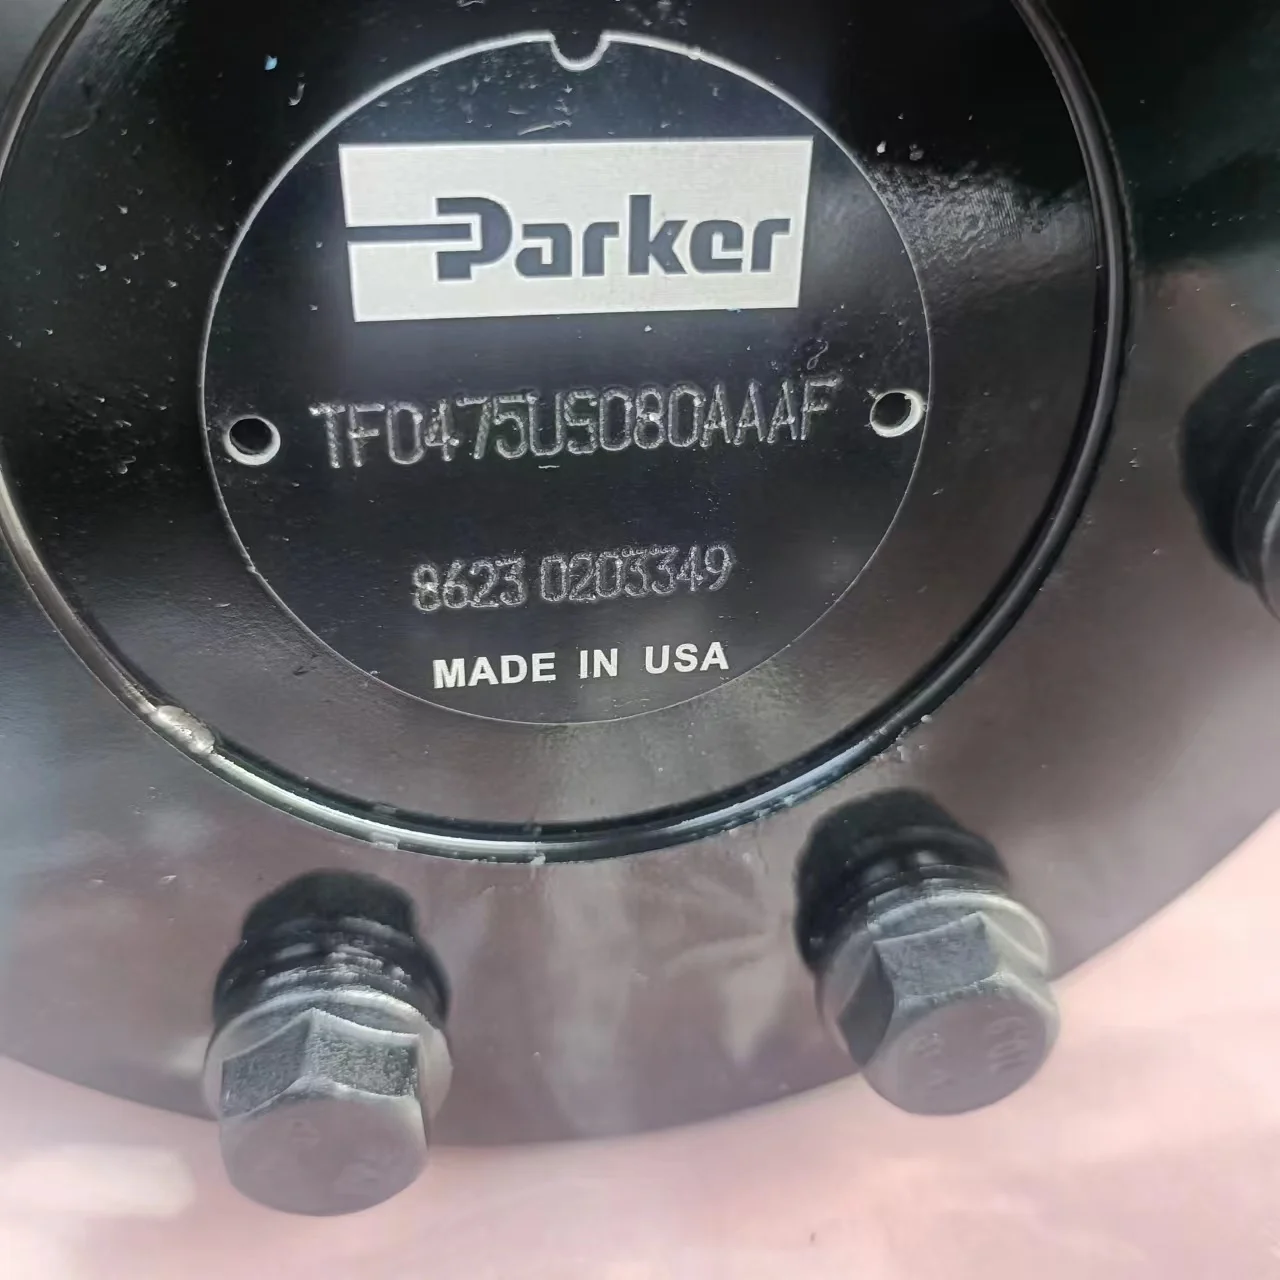 Parker
TF0475US080AAAF
8623 0203349
MADE IN USA